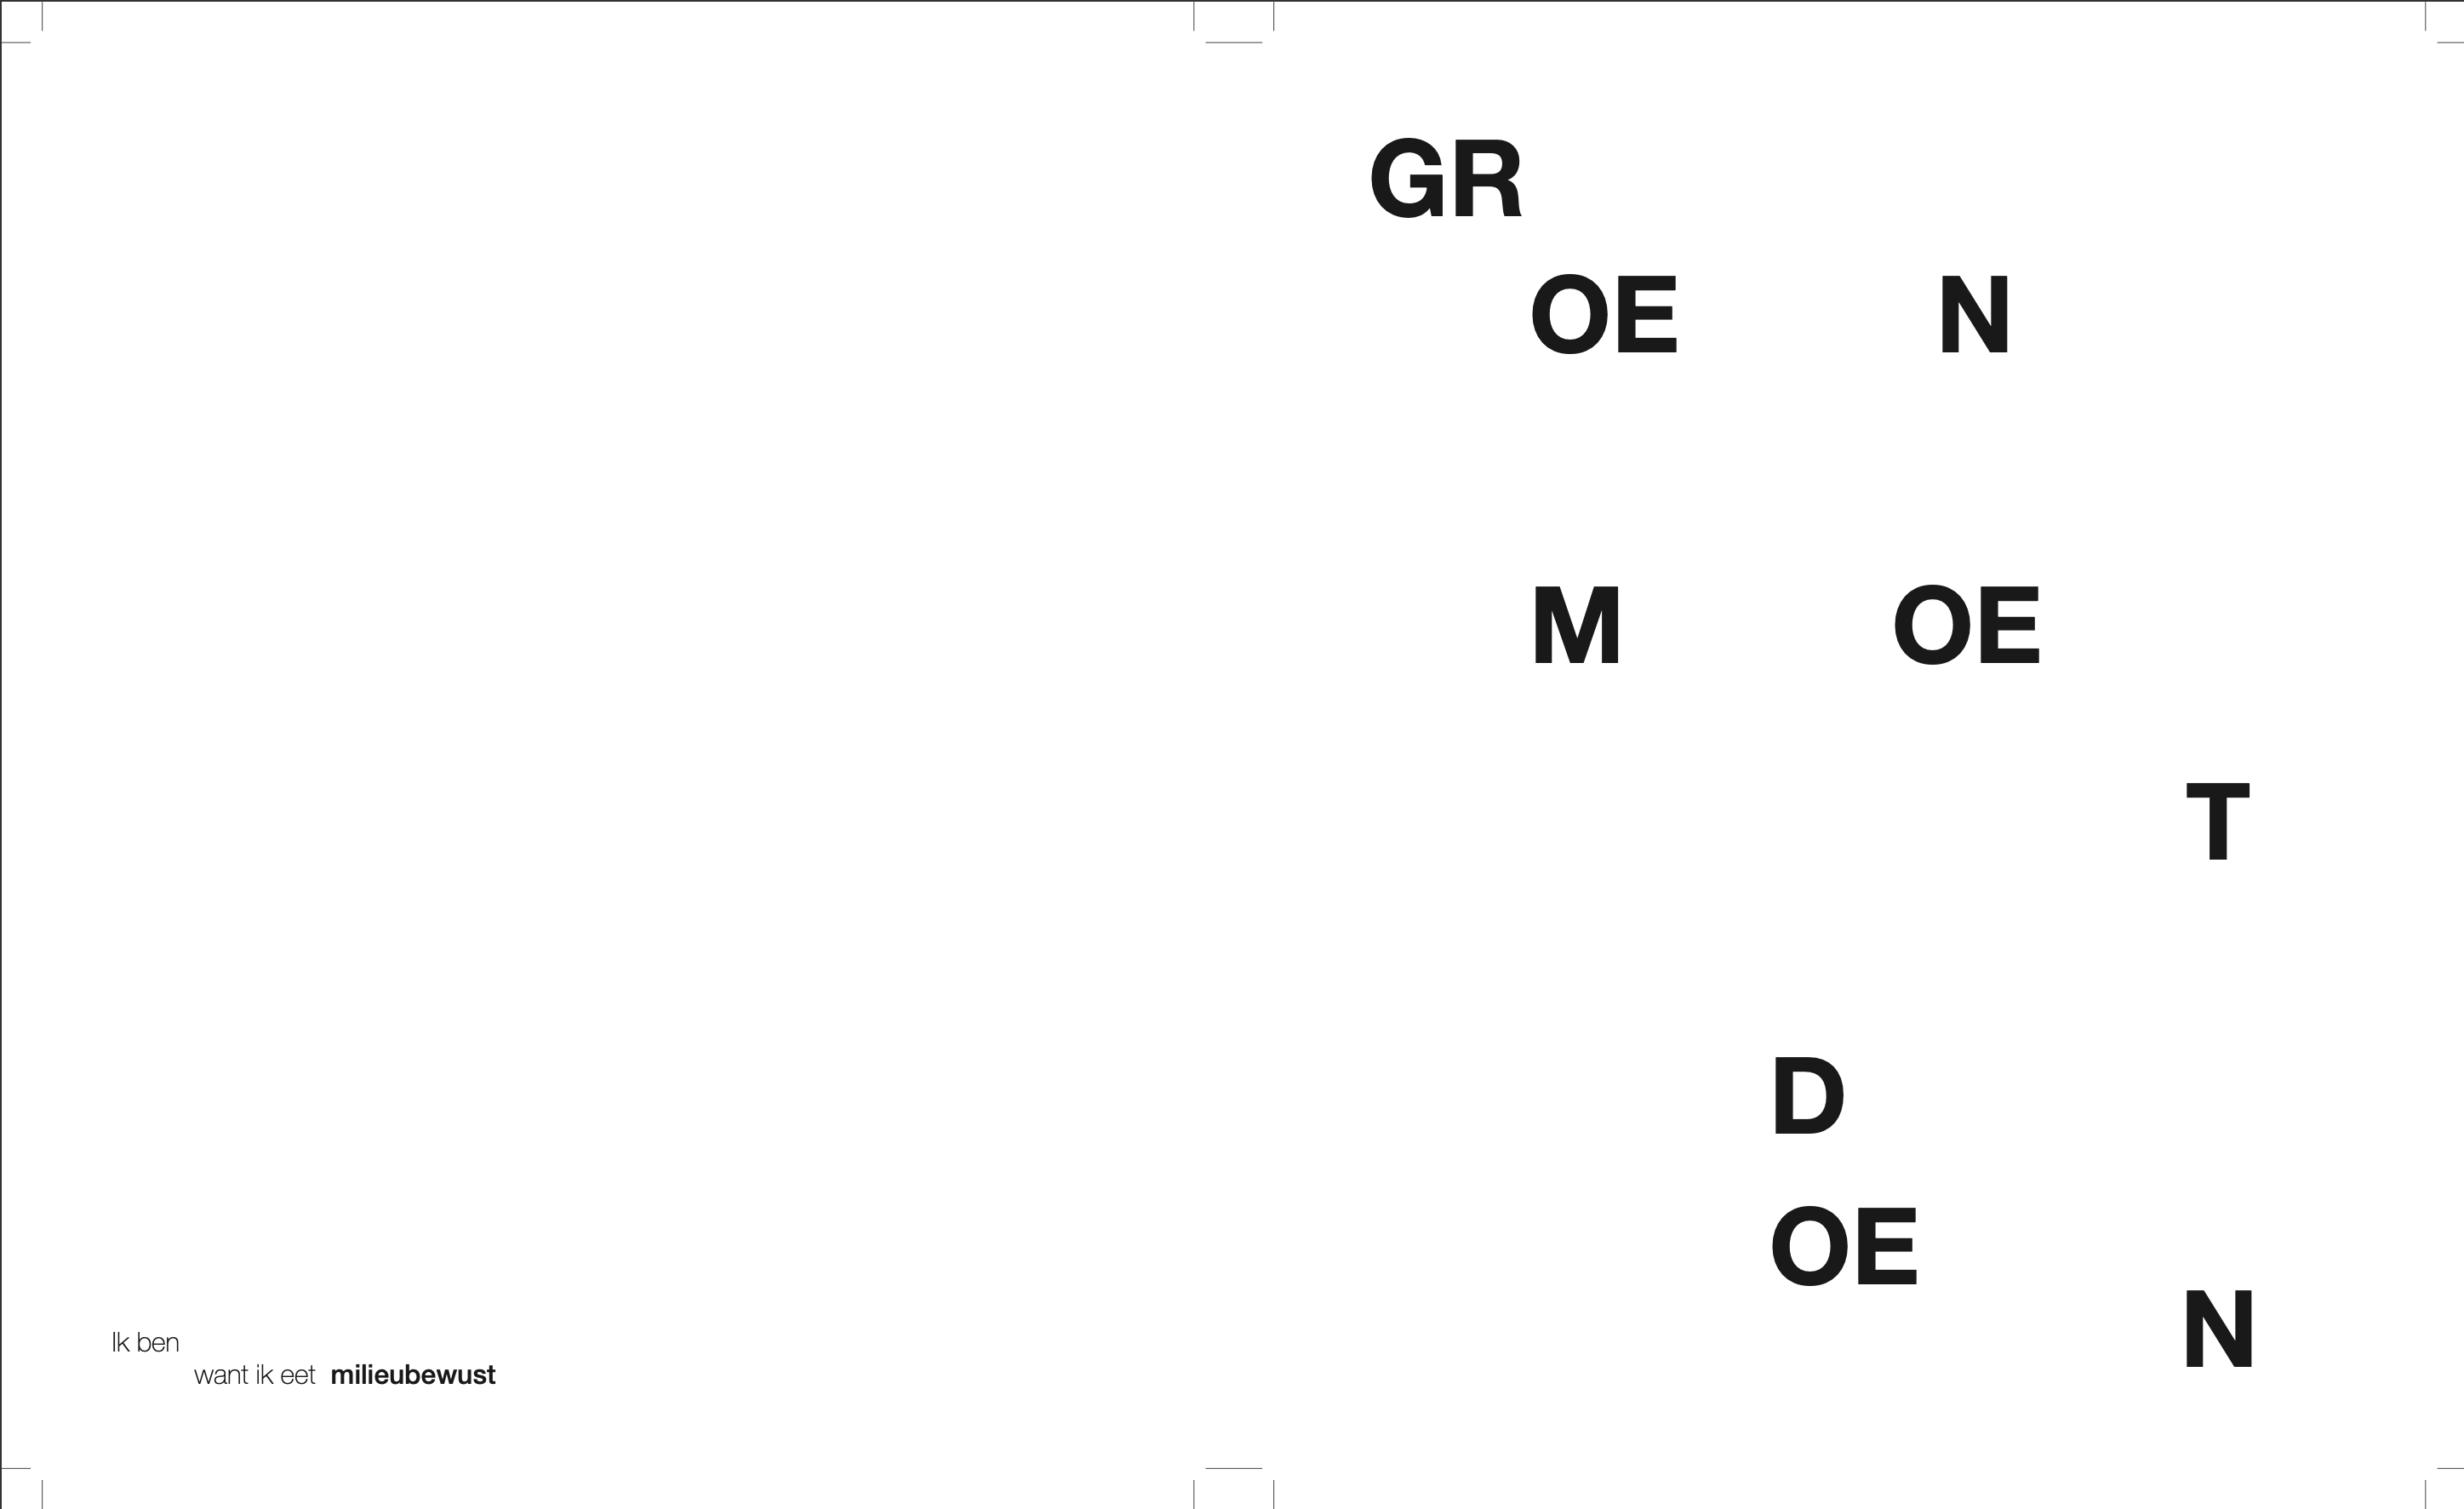 Ik ben
want ik eet milieubewust
GR
OE N
M OE
T
D
OE
N